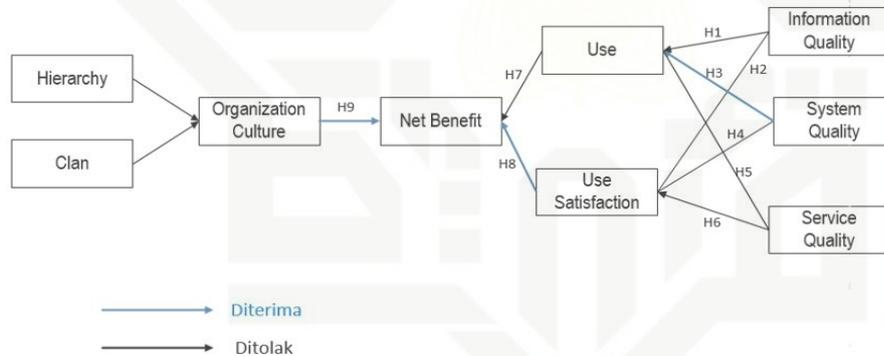 Hierarchy
Clan
Organization
Culture
H9
Net Benefit
H7
H8
Use
Use
Satisfaction
H1
H2
H3
H4
H5
H6
Information
Quality
System
Quality
Service
Quality
Diterima
Ditolak